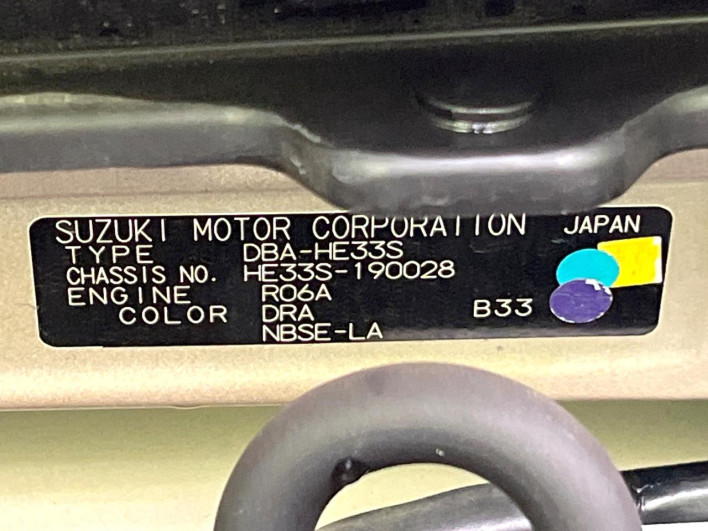 SUZUKI MOTOR CORPORATION JAPAN
TYPE DBA-HE33S
CHASSIS NO. HE33S-190028
ENGINE R06A
COLOR DRA B33
NBSE-LA